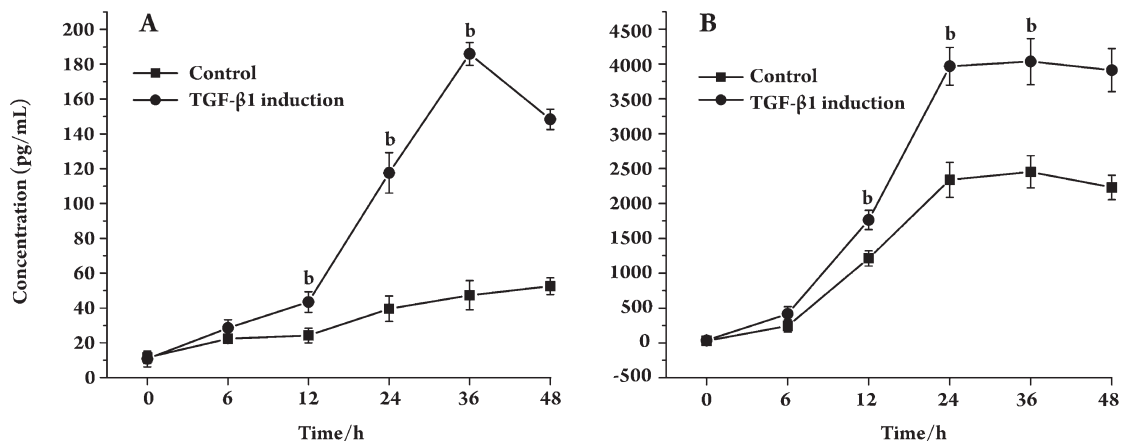 A
Control
TGF-β1 induction
Concentration (pg/mL)
200
180
160
140
120
100
80
60
40
20
0
b
b
b
0 6 12 24 36 48
Time/h
B
Control
TGF-β1 induction
4500
4000
3500
3000
2500
2000
1500
1000
500
0
-500
b
b
b
0 6 12 24 36 48
Time/h